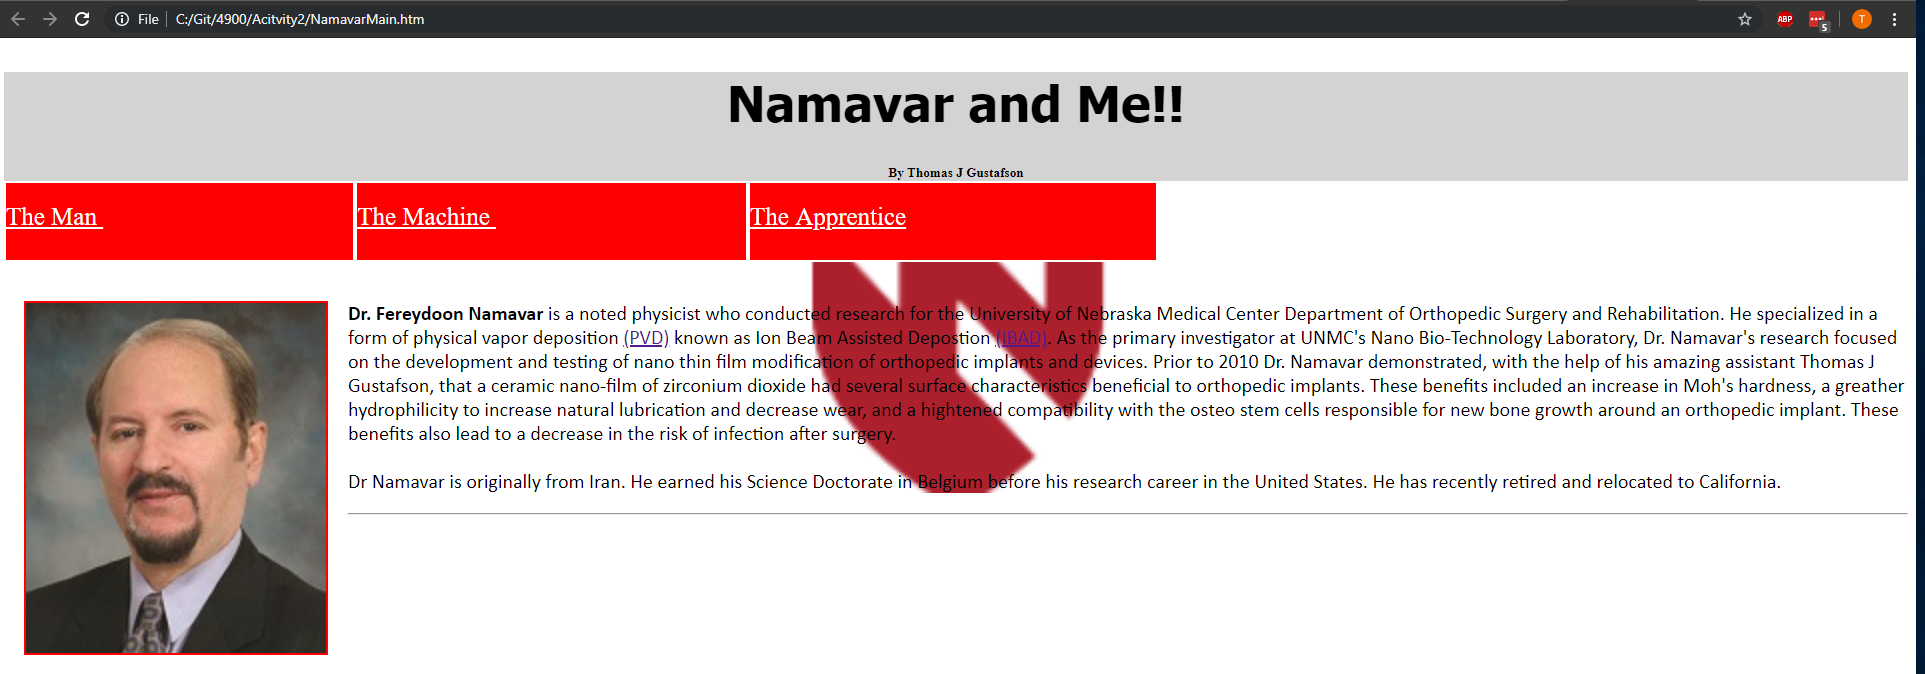 File | C:/Git/4900/Acitvity2/NamavarMain.htm
ABP
5
T
Namavar and Me!!
By Thomas J Gustafson
The Man
The Machine
The Apprentice
Dr. Fereydoon Namavar is a noted physicist who conducted research for the University of Nebraska Medical Center Department of Orthopedic Surgery and Rehabilitation. He specialized in a
form of physical vapor deposition (PVD) known as Ion Beam Assisted Depostion (IBAD). As the primary investigator at UNMC's Nano Bio-Technology Laboratory, Dr. Namavar's research focused
on the development and testing of nano thin film modification of orthopedic implants and devices. Prior to 2010 Dr. Namavar demonstrated, with the help of his amazing assistant Thomas J
Gustafson, that a ceramic nano-film of zirconium dioxide had several surface characteristics beneficial to orthopedic implants. These benefits included an increase in Moh's hardness, a greather
hydrophilicity to increase natural lubrication and decrease wear, and a hightened compatibility with the osteo stem cells responsible for new bone growth around an orthopedic implant. These
benefits also lead to a decrease in the risk of infection after surgery.
Dr Namavar is originally from Iran. He earned his Science Doctorate in Belgium before his research career in the United States. He has recently retired and relocated to California.